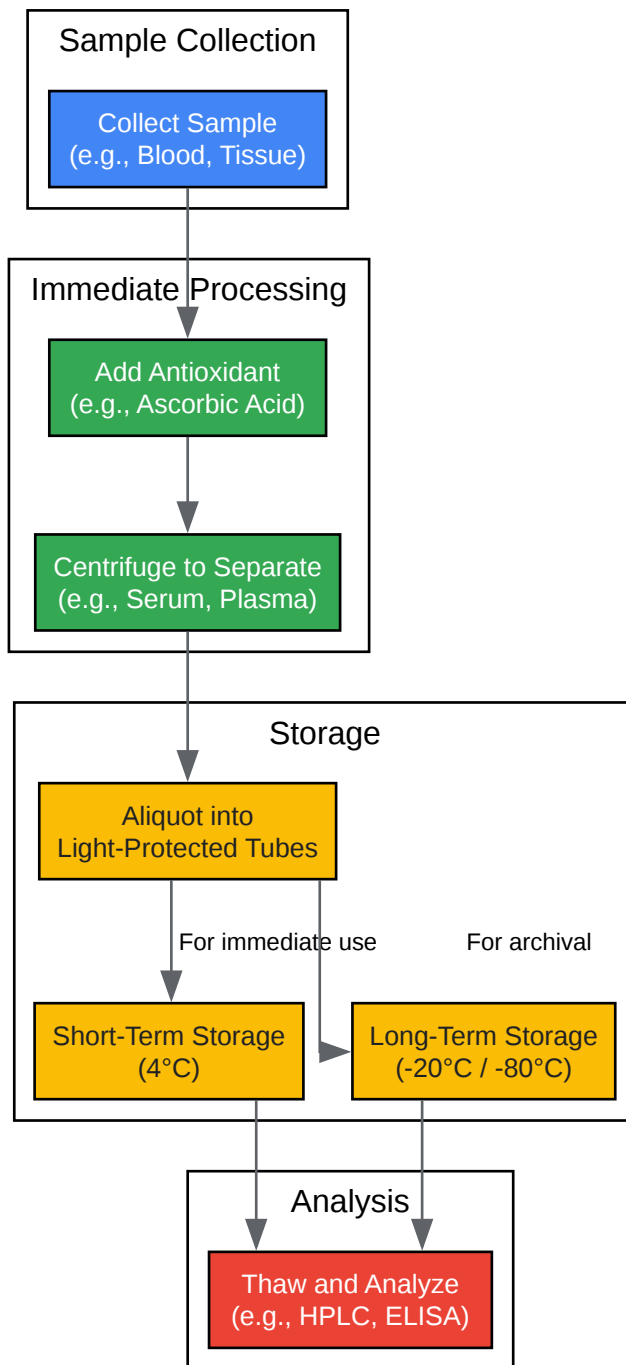 Sample Collection
Collect Sample
(e.g., Blood, Tissue)
Immediate Processing
Add Antioxidant
(e.g., Ascorbic Acid)
Centrifuge to Separate
(e.g., Serum, Plasma)
Storage
Aliquot into
Light-Protected Tubes
For immediate use
For archival
Short-Term Storage
(4°C)
Long-Term Storage
(-20°C / -80°C)
Analysis
Thaw and Analyze
(e.g., HPLC, ELISA)